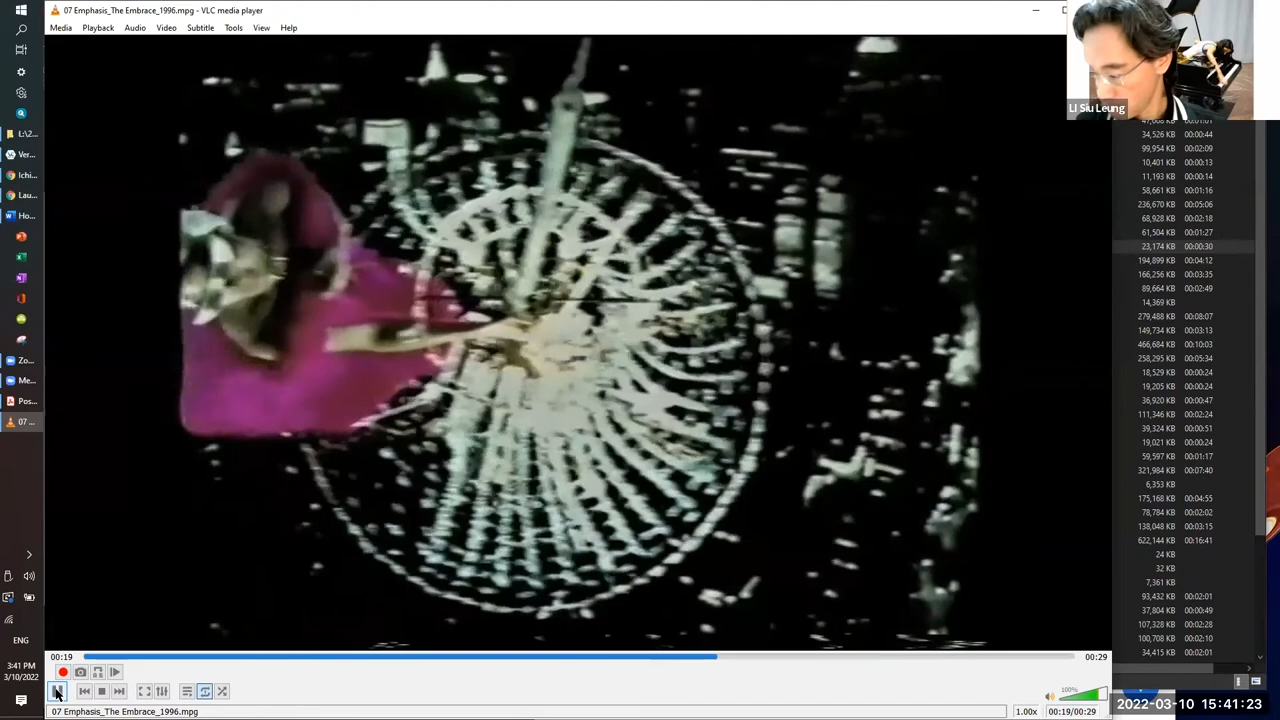 07 Emphasis_The Embrace_1996.mpg - VLC media player
Media Playback Audio Video Subtitle Tools View Help
LI Siu Leung
34,526 KB 00:00:44
99,954 KB 00:02:09
10,401 KB 00:00:13
11,193 KB 00:00:14
58,661 KB 00:01:16
236,670 KB 00:05:06
68,928 KB 00:02:18
61,504 KB 00:01:27
23,174 KB 00:00:30
194,899 KB 00:04:12
166,256 KB 00:03:35
89,664 KB 00:02:49
14,369 KB
279,488 KB 00:08:07
149,734 KB 00:03:13
466,684 KB 00:10:03
258,295 KB 00:05:34
18,529 KB 00:00:24
19,205 KB 00:00:24
36,920 KB 00:00:47
111,346 KB 00:02:24
39,324 KB 00:00:51
19,021 KB 00:00:24
59,597 KB 00:01:17
321,984 KB 00:07:40
6,353 KB
175,168 KB 00:04:55
78,784 KB 00:02:02
138,048 KB 00:03:15
622,144 KB 00:16:41
24 KB
32 KB
7,361 KB
93,432 KB 00:02:01
37,804 KB 00:00:49
107,328 KB 00:02:28
100,708 KB 00:02:10
34,415 KB 00:02:01
L:\2...
Ver...
Ichi...
Lau...
Ho...
Zo...
Me...
Pos...
07 ...
ENG
3:41 PM
3/10/2022
00:19 00:29
100%
07 Emphasis_The Embrace_1996.mpg 1.00x 00:19/00:29
2022-03-10 15:41:23